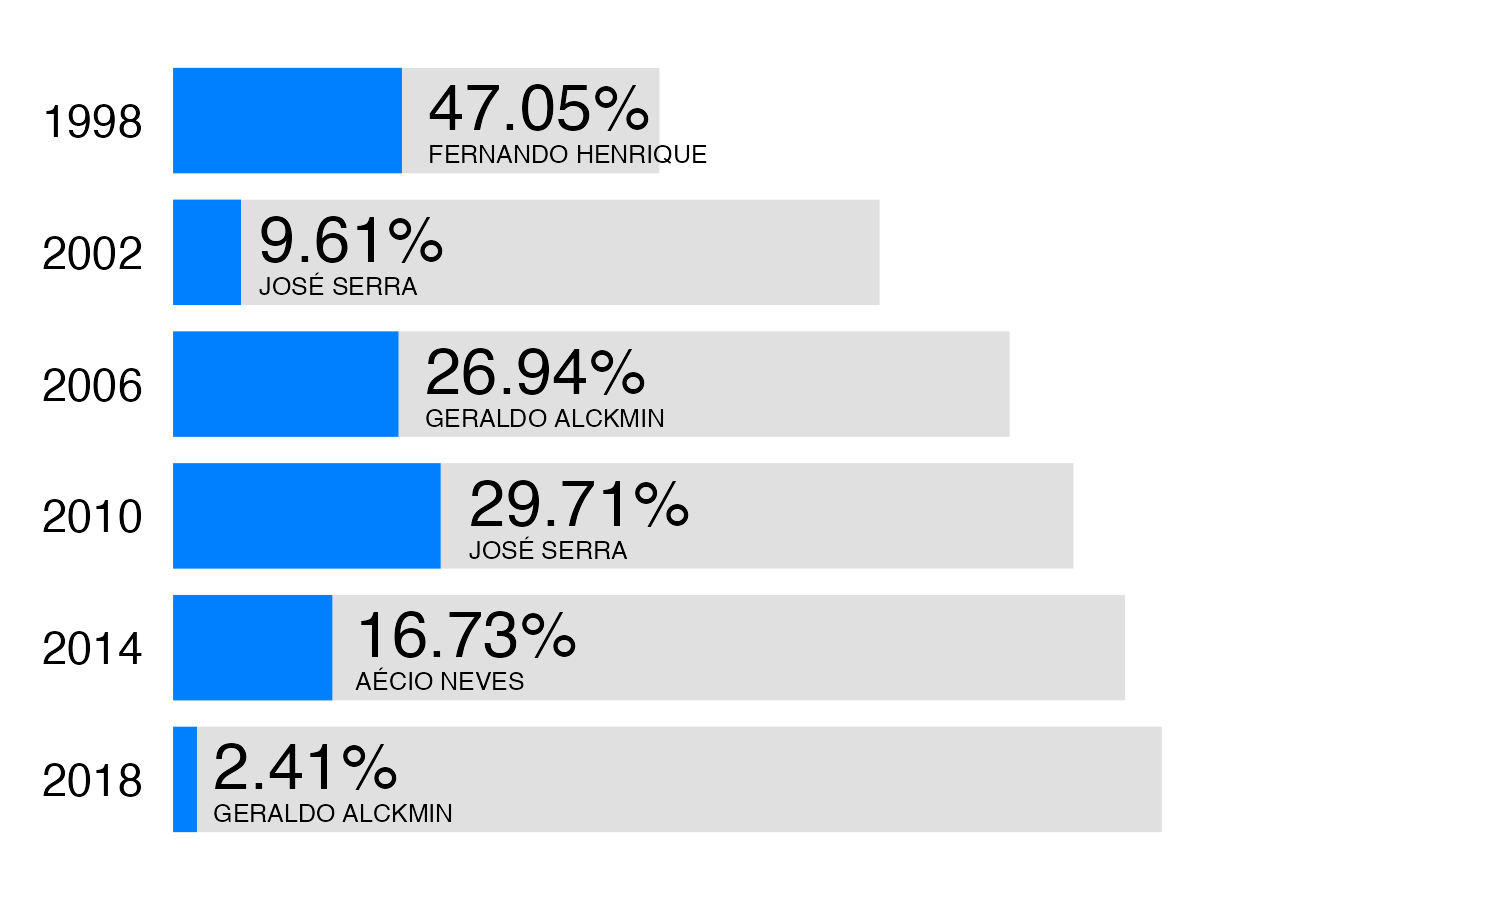 1998
47.05%
FERNANDO HENRIQUE
2002
9.61%
JOSÉ SERRA
2006
26.94%
GERALDO ALCKMIN
2010
29.71%
JOSÉ SERRA
2014
16.73%
AÉCIO NEVES
2018
2.41%
GERALDO ALCKMIN